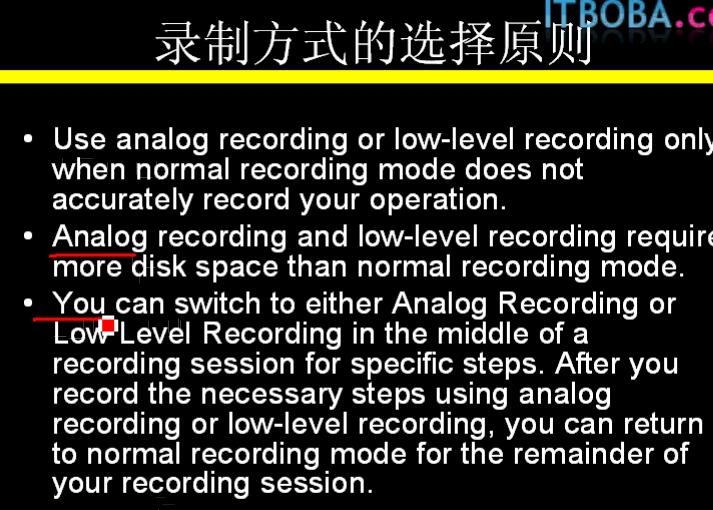 ITBOBA.c
录制方式的选择原则
• Use analog recording or low-level recording only
when normal recording mode does not
accurately record your operation.
• Analog recording and low-level recording require
more disk space than normal recording mode.
• You can switch to either Analog Recording or
Low-Level Recording in the middle of a
recording session for specific steps. After you
record the necessary steps using analog
recording or low-level recording, you can return
to normal recording mode for the remainder of
your recording session.